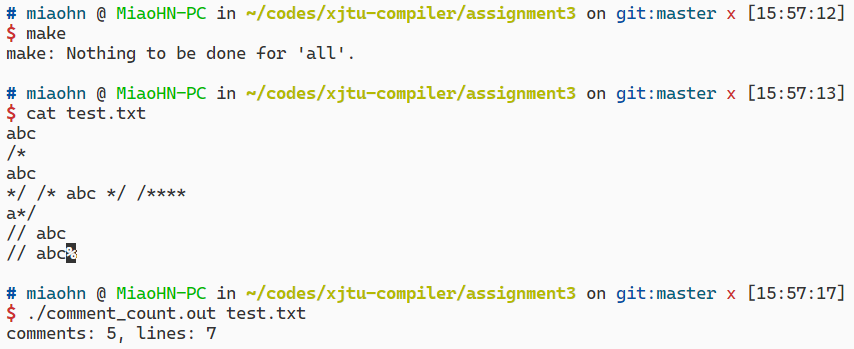 # miaohn @ MiaoHN-PC in ~/codes/xjtu-compiler/assignment3 on git:master x [15:57:12]
$ make
make: Nothing to be done for 'all'.
# miaohn @ MiaoHN-PC in ~/codes/xjtu-compiler/assignment3 on git:master x [15:57:13]
$ cat test.txt
abc
/*
abc
*/ /* abc */ /****
a*/
// abc
// abc%
# miaohn @ MiaoHN-PC in ~/codes/xjtu-compiler/assignment3 on git:master x [15:57:17]
$ ./comment_count.out test.txt
comments: 5, lines: 7